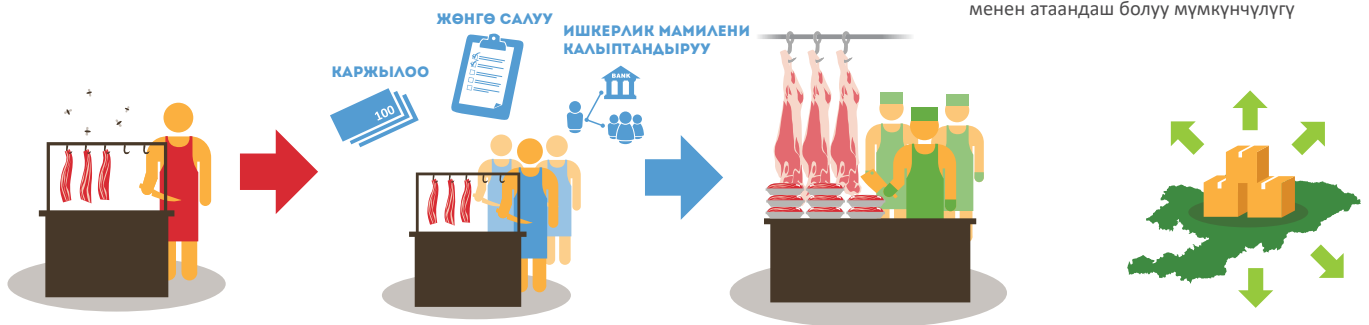 менен атаандаш болуу мүмкүнчүлүгү
ЖӨНГӨ САЛУУ
ИШКЕРЛИК МАМИЛЕНИ
КАЛЫПТАНДЫРУУ
КАРЖЫЛОО
BANK
100